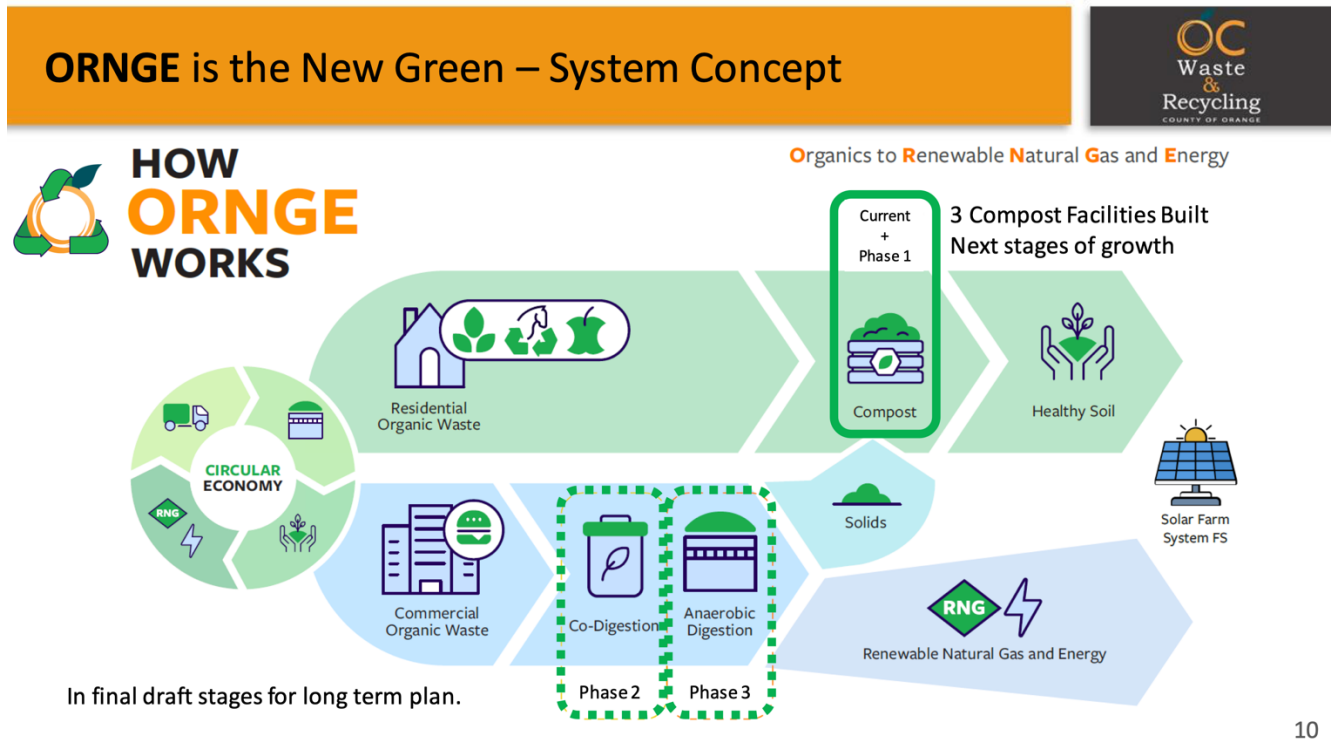 ORNGE is the New Green – System Concept
OC
Waste
&
Recycling
COUNTY OF ORANGE
HOW
ORNGE
WORKS
Organics to Renewable Natural Gas and Energy
Current
+
Phase 1
3 Compost Facilities Built
Next stages of growth
Residential
Organic Waste
Compost
Healthy Soil
CIRCULAR
ECONOMY
RNG
Solids
Solar Farm
System FS
Commercial
Organic Waste
Co-Digestion
Anaerobic
Digestion
RNG
Renewable Natural Gas and Energy
Phase 2
Phase 3
In final draft stages for long term plan.
10